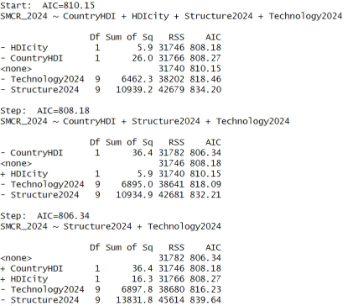 Start:  AIC=810.15
SMCR_2024 ~ CountryHDI + HDIcity + Structure2024 + Technology2024
Df Sum of Sq   RSS    AIC
- HDIcity         1       5.9 31746 808.18
- CountryHDI      1      26.0 31766 808.27
<none>                        31740 810.15
- Technology2024  9    6462.3 38202 818.46
- Structure2024   9   10939.2 42679 834.20
Step:  AIC=808.18
SMCR_2024 ~ CountryHDI + Structure2024 + Technology2024
Df Sum of Sq   RSS    AIC
- CountryHDI      1      36.4 31782 806.34
<none>                        31746 808.18
+ HDIcity         1       5.9 31740 810.15
- Technology2024  9    6895.0 38641 818.09
- Structure2024   9   10934.9 42681 832.21
Step:  AIC=806.34
SMCR_2024 ~ Structure2024 + Technology2024
Df Sum of Sq   RSS    AIC
<none>                        31782 806.34
+ CountryHDI      1      36.4 31746 808.18
+ HDIcity         1      16.3 31766 808.27
- Technology2024  9    6897.8 38680 816.23
- Structure2024   9   13831.8 45614 839.64